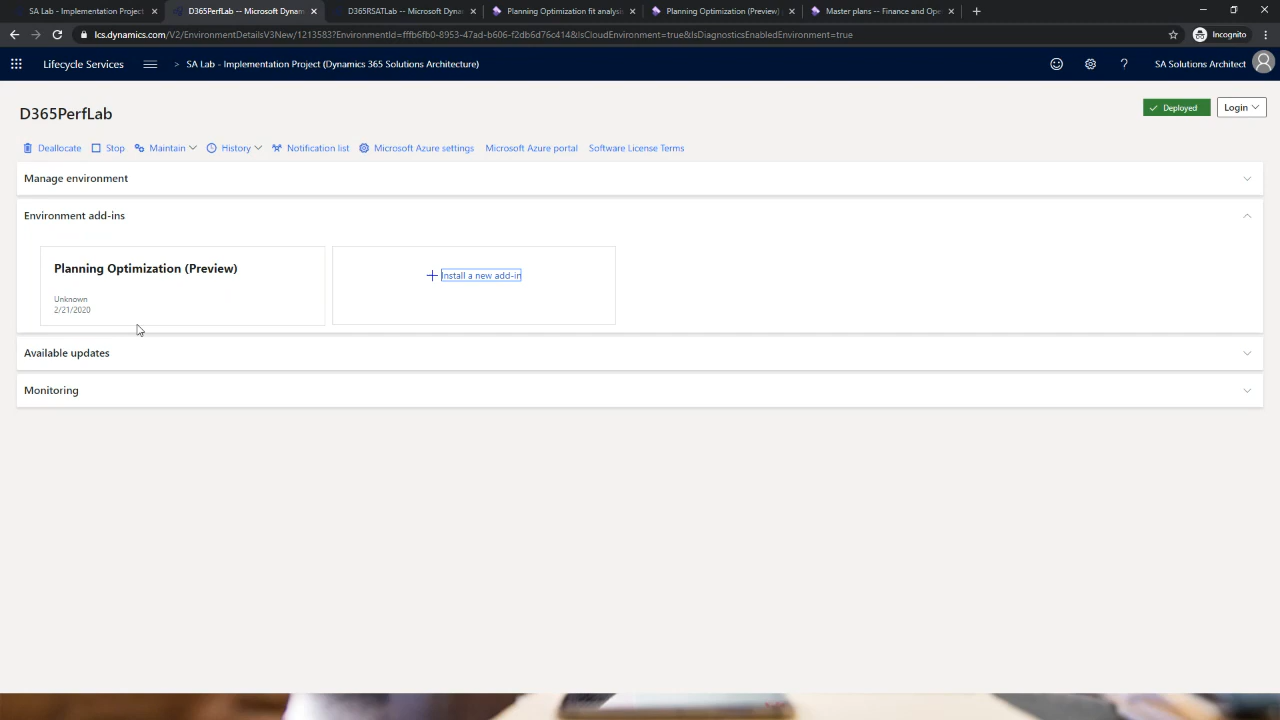 SA Lab - Implementation Project
D365PerfLab -- Microsoft Dynam
D365RSATLab -- Microsoft Dynam
Planning Optimization fit analysis
Planning Optimization (Preview)
Master plans -- Finance and Ope
lcs.dynamics.com/V2/EnvironmentDetailsV3New/1213583?EnvironmentId=fffb6fb0-8953-47ad-b606-f2db6d76c414&IsCloudEnvironment=true&IsDiagnosticsEnabledEnvironment=true
Incognito
Lifecycle Services
> SA Lab - Implementation Project (Dynamics 365 Solutions Architecture)
SA Solutions Architect
D365PerfLab
Deployed
Login
Deallocate
Stop
Maintain
History
Notification list
Microsoft Azure settings
Microsoft Azure portal
Software License Terms
Manage environment
Environment add-ins
Planning Optimization (Preview)
Unknown
2/21/2020
Install a new add-in
Available updates
Monitoring